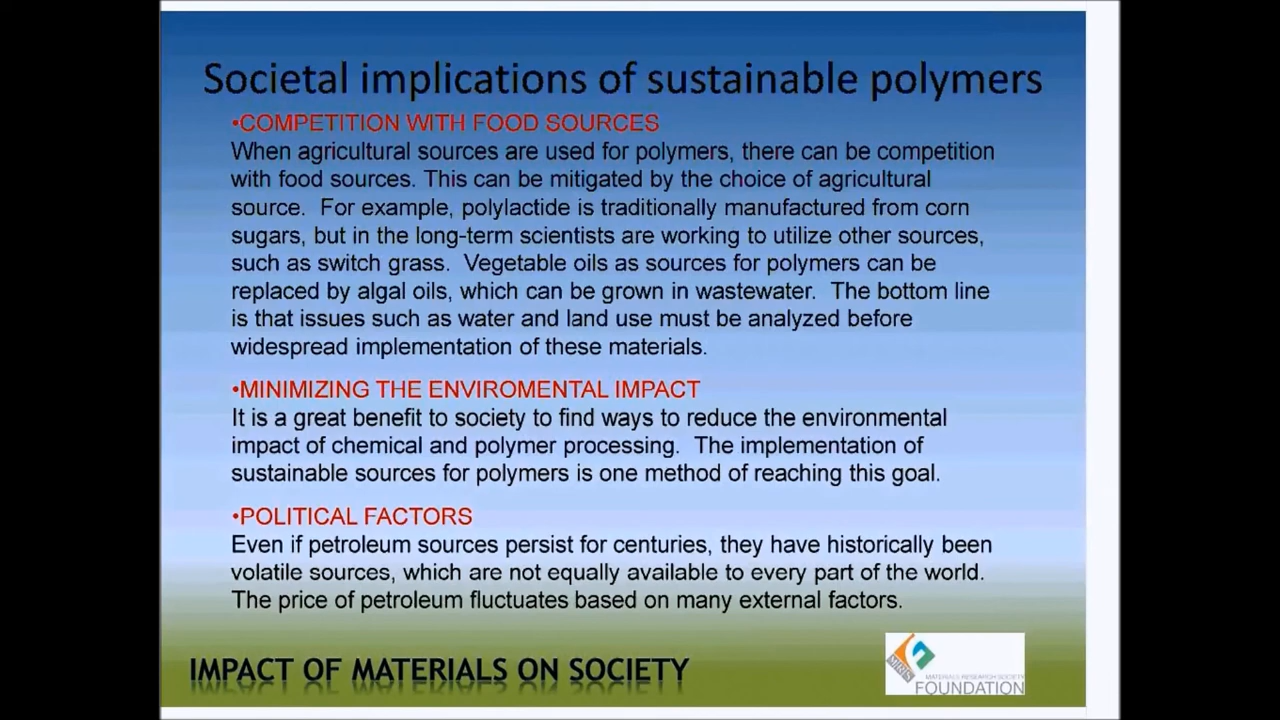 Societal implications of sustainable polymers
•COMPETITION WITH FOOD SOURCES
When agricultural sources are used for polymers, there can be competition
with food sources. This can be mitigated by the choice of agricultural
source.  For example, polylactide is traditionally manufactured from corn
sugars, but in the long-term scientists are working to utilize other sources,
such as switch grass.  Vegetable oils as sources for polymers can be
replaced by algal oils, which can be grown in wastewater.  The bottom line
is that issues such as water and land use must be analyzed before
widespread implementation of these materials.
•MINIMIZING THE ENVIROMENTAL IMPACT
It is a great benefit to society to find ways to reduce the environmental
impact of chemical and polymer processing.  The implementation of
sustainable sources for polymers is one method of reaching this goal.
•POLITICAL FACTORS
Even if petroleum sources persist for centuries, they have historically been
volatile sources, which are not equally available to every part of the world.
The price of petroleum fluctuates based on many external factors.
IMPACT OF MATERIALS ON SOCIETY
MRS
MATERIALS RESEARCH SOCIETY
FOUNDATION